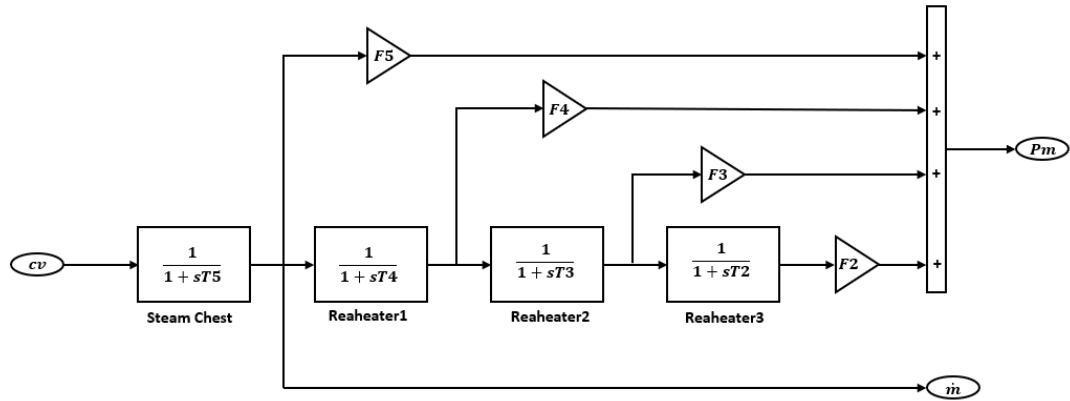 F5
+
F4
+
F3
+
Pm
cv
1
1 + sT5
1
1 + sT4
1
1 + sT3
1
1 + sT2
F2
+
Steam Chest
Reaheater1
Reaheater2
Reaheater3
ṁ